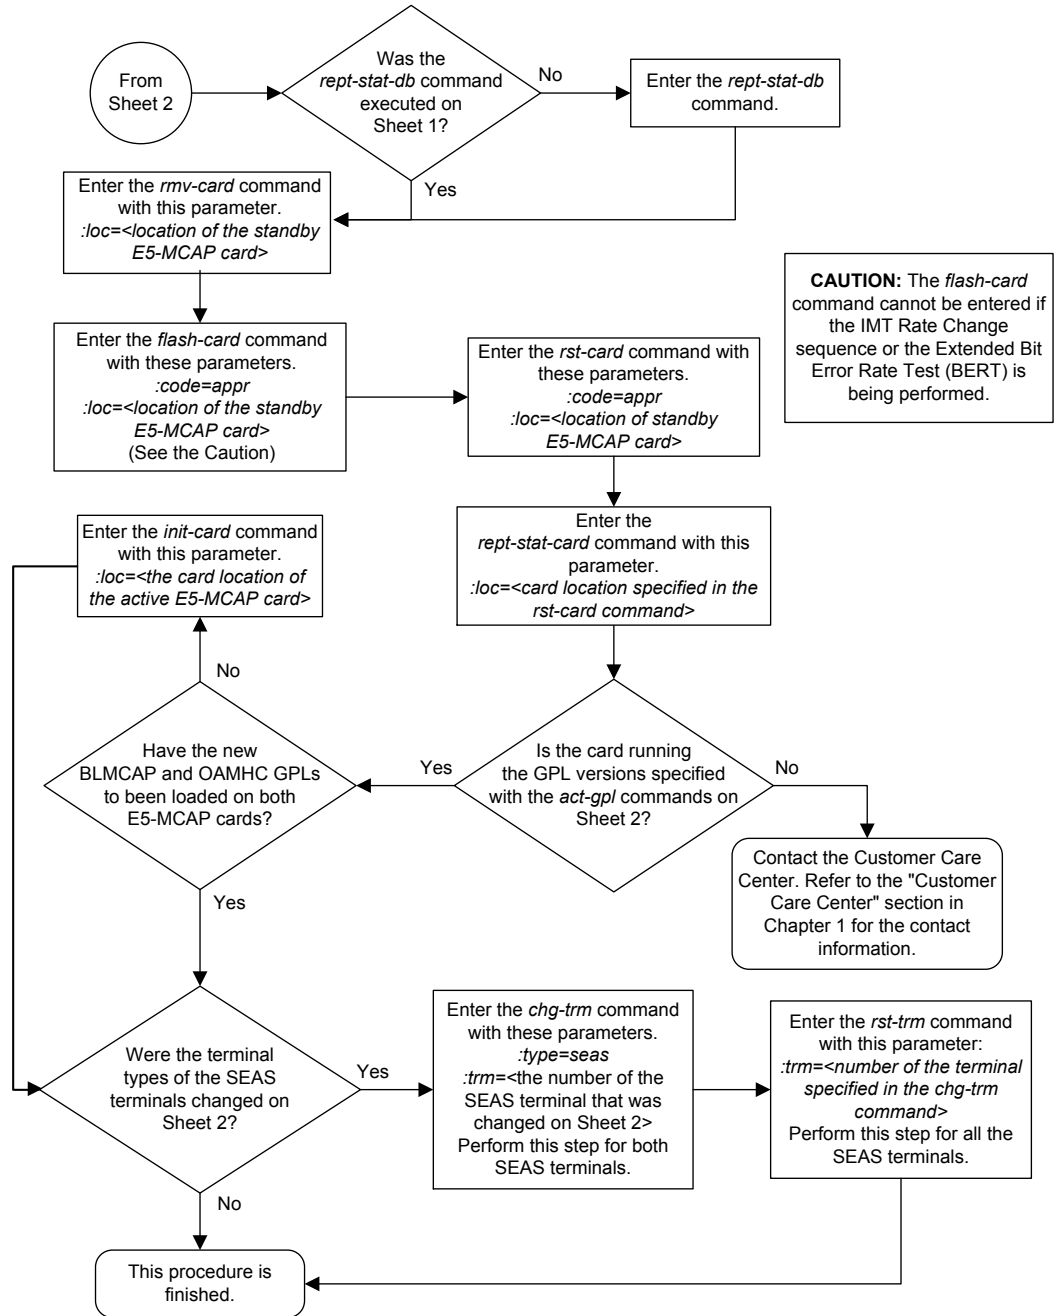 From
Sheet 2
Was the
rept-stat-db command
executed on
Sheet 1?
No
Enter the rept-stat-db
command.
Yes
Enter the rmv-card command
with this parameter.
:loc=<location of the standby
E5-MCAP card>
CAUTION: The flash-card
command cannot be entered if
the IMT Rate Change
sequence or the Extended Bit
Error Rate Test (BERT) is
being performed.
Enter the flash-card command
with these parameters.
:code=appr
:loc=<location of the standby
E5-MCAP card>
(See the Caution)
Enter the rst-card command with
these parameters.
:code=appr
:loc=<location of standby
E5-MCAP card>
Enter the
rept-stat-card command with this
parameter.
:loc=<card location specified in the
rst-card command>
Enter the init-card command
with this parameter.
:loc=<the card location of
the active E5-MCAP card>
No
Is the card running
the GPL versions specified
with the act-gpl commands on
Sheet 2?
Yes
No
Have the new
BLMCAP and OAMHC GPLs
to been loaded on both
E5-MCAP cards?
Contact the Customer Care
Center. Refer to the "Customer
Care Center" section in
Chapter 1 for the contact
information.
Yes
Were the terminal
types of the SEAS
terminals changed on
Sheet 2?
Yes
Enter the chg-trm command
with these parameters.
:type=seas
:trm=<the number of the
SEAS terminal that was
changed on Sheet 2>
Perform this step for both
SEAS terminals.
Enter the rst-trm command
with this parameter:
:trm=<number of the terminal
specified in the chg-trm
command>
Perform this step for all the
SEAS terminals.
No
This procedure is
finished.